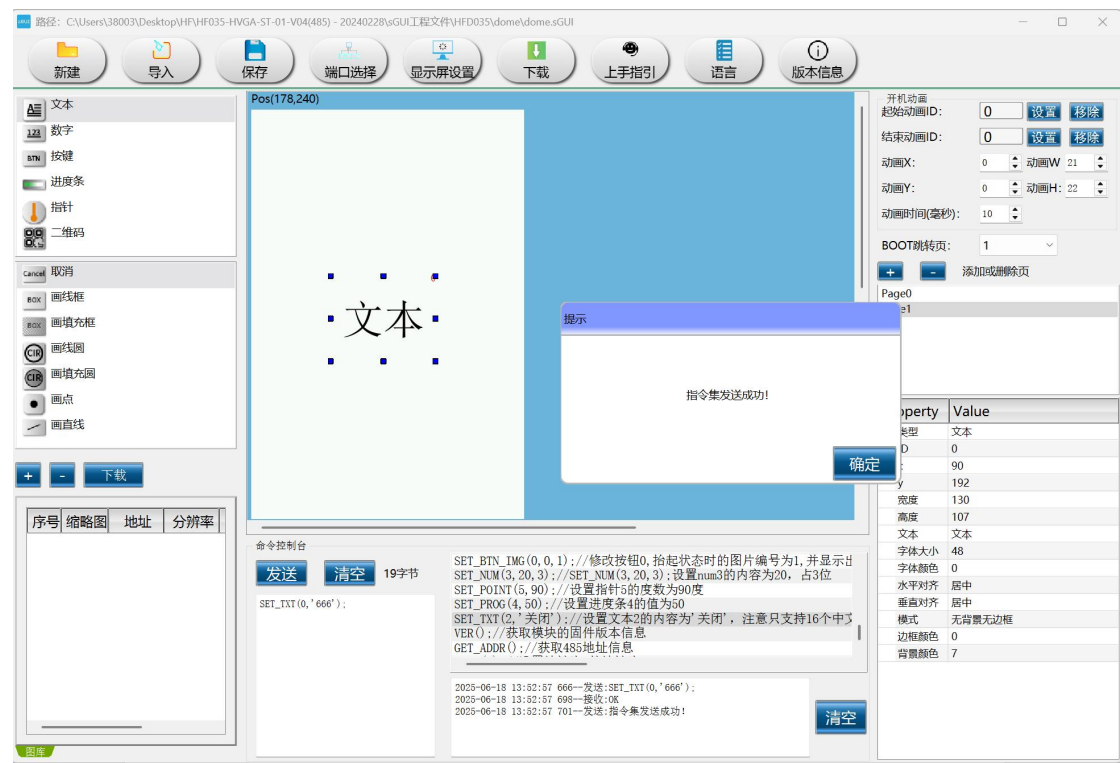 路径: C:\Users\38003\Desktop\HF\HF035-HVGA-ST-01-V04(485) - 20240228\sGUI工程文件\HFD035\dome\dome.sGUI
新建 导入 保存 端口选择 显示屏设置 下载 上手指引 语言 版本信息
文本
123 数字
BTN 按键
进度条
指针
二维码
Cancel 取消
BOX 画线框
BOX 画填充框
CIR 画线圆
CIR 画填充圆
画点
画直线
+ - 下载
序号 缩略图 地址 分辨率
图库
Pos(178,240)
文本
提示
指令集发送成功!
确定
命令控制台
发送 清空 19字节
SET_TXT(0,'666');
SET_BTN_IMG(0,0,1);//修改按钮0,抬起状态时的图片编号为1,并显示出
SET_NUM(3,20,3);//SET_NUM(3,20,3);设置num3的内容为20，占3位
SET_POINT(5,90);//设置指针5的度数为90度
SET_PROG(4,50);//设置进度条4的值为50
SET_TXT(2,'关闭');//设置文本2的内容为'关闭'，注意只支持16个中文
VER();//获取模块的固件版本信息
GET_ADDR();//获取485地址信息
2025-06-18 13:52:57 666--发送:SET_TXT(0,'666');
2025-06-18 13:52:57 698--接收:OK
2025-06-18 13:52:57 701--发送:指令集发送成功!
清空
开机动画
起始动画ID: 0 设置 移除
结束动画ID: 0 设置 移除
动画X: 0 动画W 21
动画Y: 0 动画H: 22
动画时间(毫秒): 10
BOOT跳转页: 1
+ - 添加或删除页
Page0
e1
operty Value
类型 文本
D 0
90
y 192
宽度 130
高度 107
文本 文本
字体大小 48
字体颜色 0
水平对齐 居中
垂直对齐 居中
模式 无背景无边框
边框颜色 0
背景颜色 7